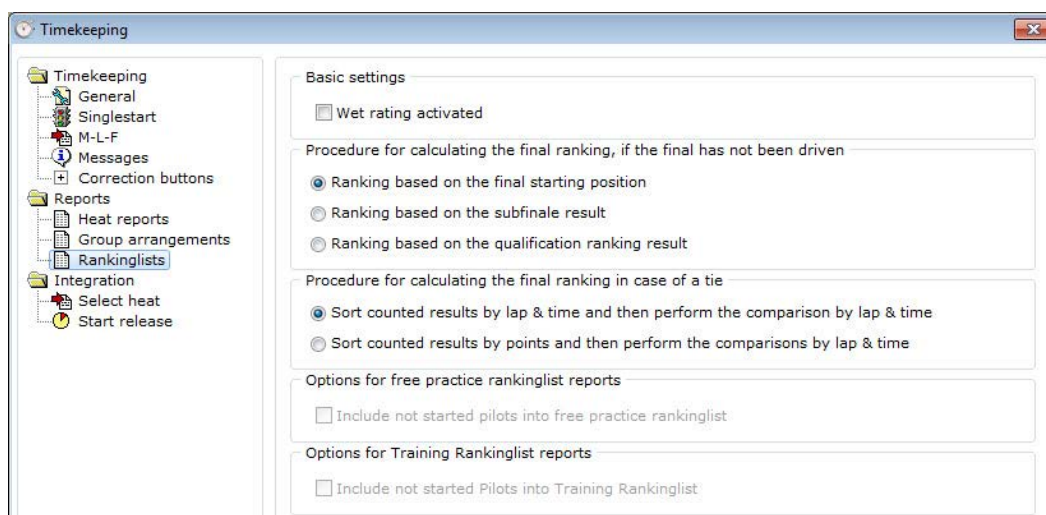 Timekeeping
Timekeeping
General
Singlestart
M-L-F
Messages
Correction buttons
Reports
Heat reports
Group arrangements
Rankinglists
Integration
Select heat
Start release
Basic settings
Wet rating activated
Procedure for calculating the final ranking, if the final has not been driven
Ranking based on the final starting position
Ranking based on the subfinale result
Ranking based on the qualification ranking result
Procedure for calculating the final ranking in case of a tie
Sort counted results by lap & time and then perform the comparison by lap & time
Sort counted results by points and then perform the comparisons by lap & time
Options for free practice rankinglist reports
Include not started pilots into free practice rankinglist
Options for Training Rankinglist reports
Include not started Pilots into Training Rankinglist